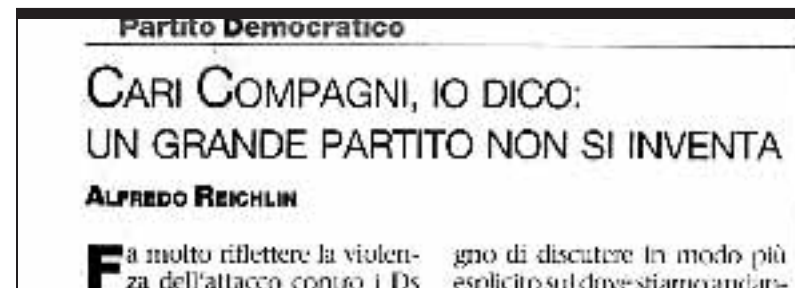 Partito Democratico
CARI COMPAGNI, IO DICO:
UN GRANDE PARTITO NON SI INVENTA
ALFREDO REICHLIN
Fa molto riflettere la violen-
za dell'attacco contro i Ds
gno di discutere in modo più
esplicito sul dove stiamo andan-